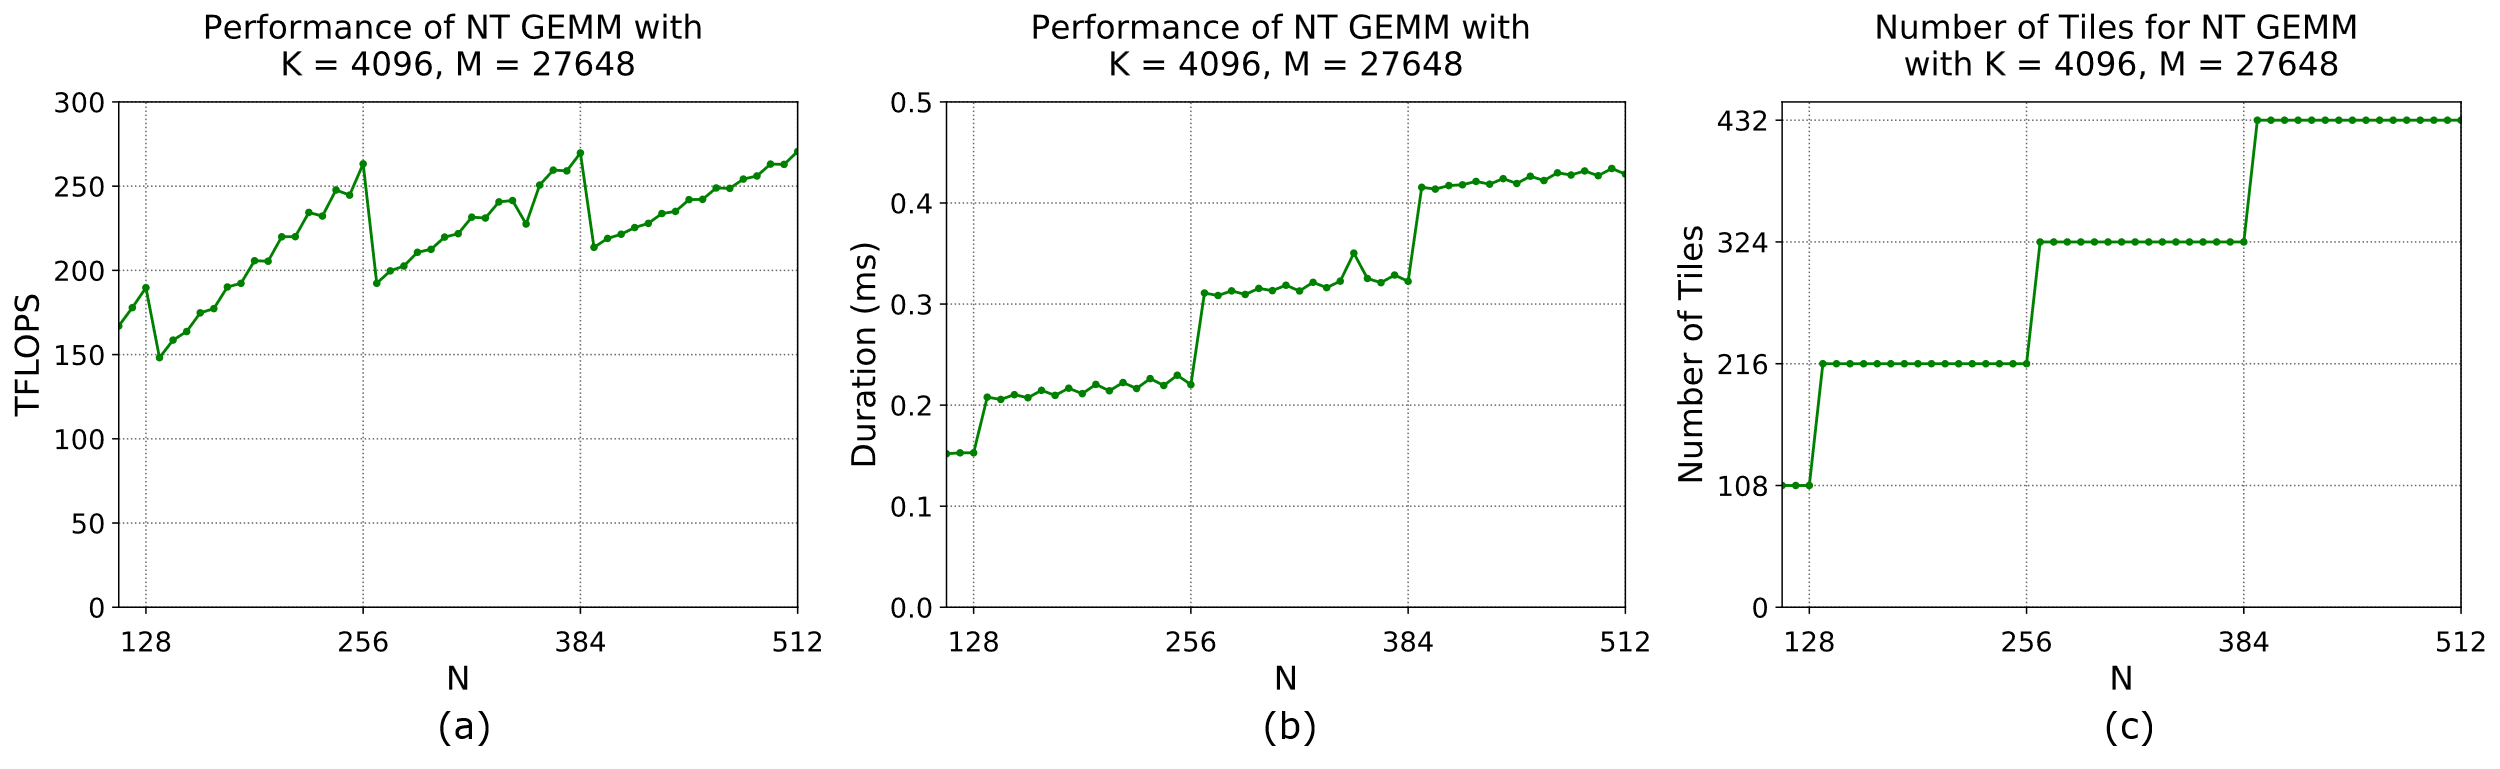 Performance of NT GEMM with
K = 4096, M = 27648
300
250
200
150
100
50
0
TFLOPS
128 256 384 512
N
(a)
Performance of NT GEMM with
K = 4096, M = 27648
0.5
0.4
0.3
0.2
0.1
0.0
Duration (ms)
128 256 384 512
N
(b)
Number of Tiles for NT GEMM
with K = 4096, M = 27648
432
324
216
108
0
Number of Tiles
128 256 384 512
N
(c)